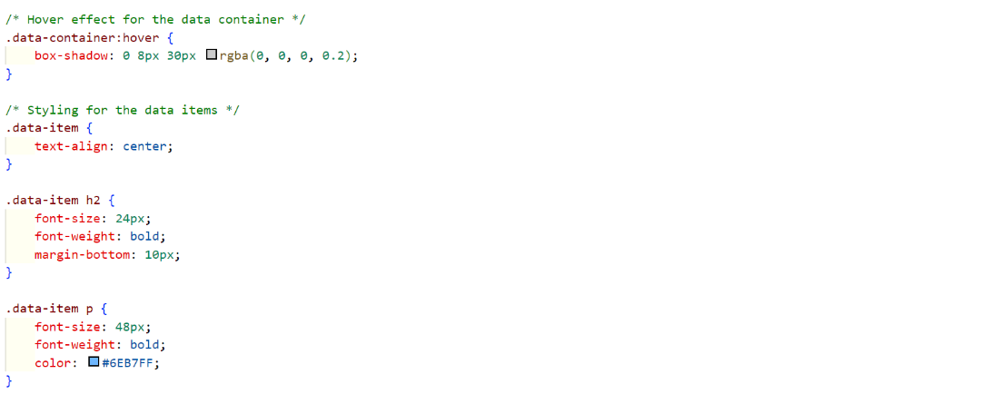 /* Hover effect for the data container */
.data-container:hover {
    box-shadow: 0 8px 30px rgba(0, 0, 0, 0.2);
}

/* Styling for the data items */
.data-item {
    text-align: center;
}

.data-item h2 {
    font-size: 24px;
    font-weight: bold;
    margin-bottom: 10px;
}

.data-item p {
    font-size: 48px;
    font-weight: bold;
    color: #6EB7FF;
}